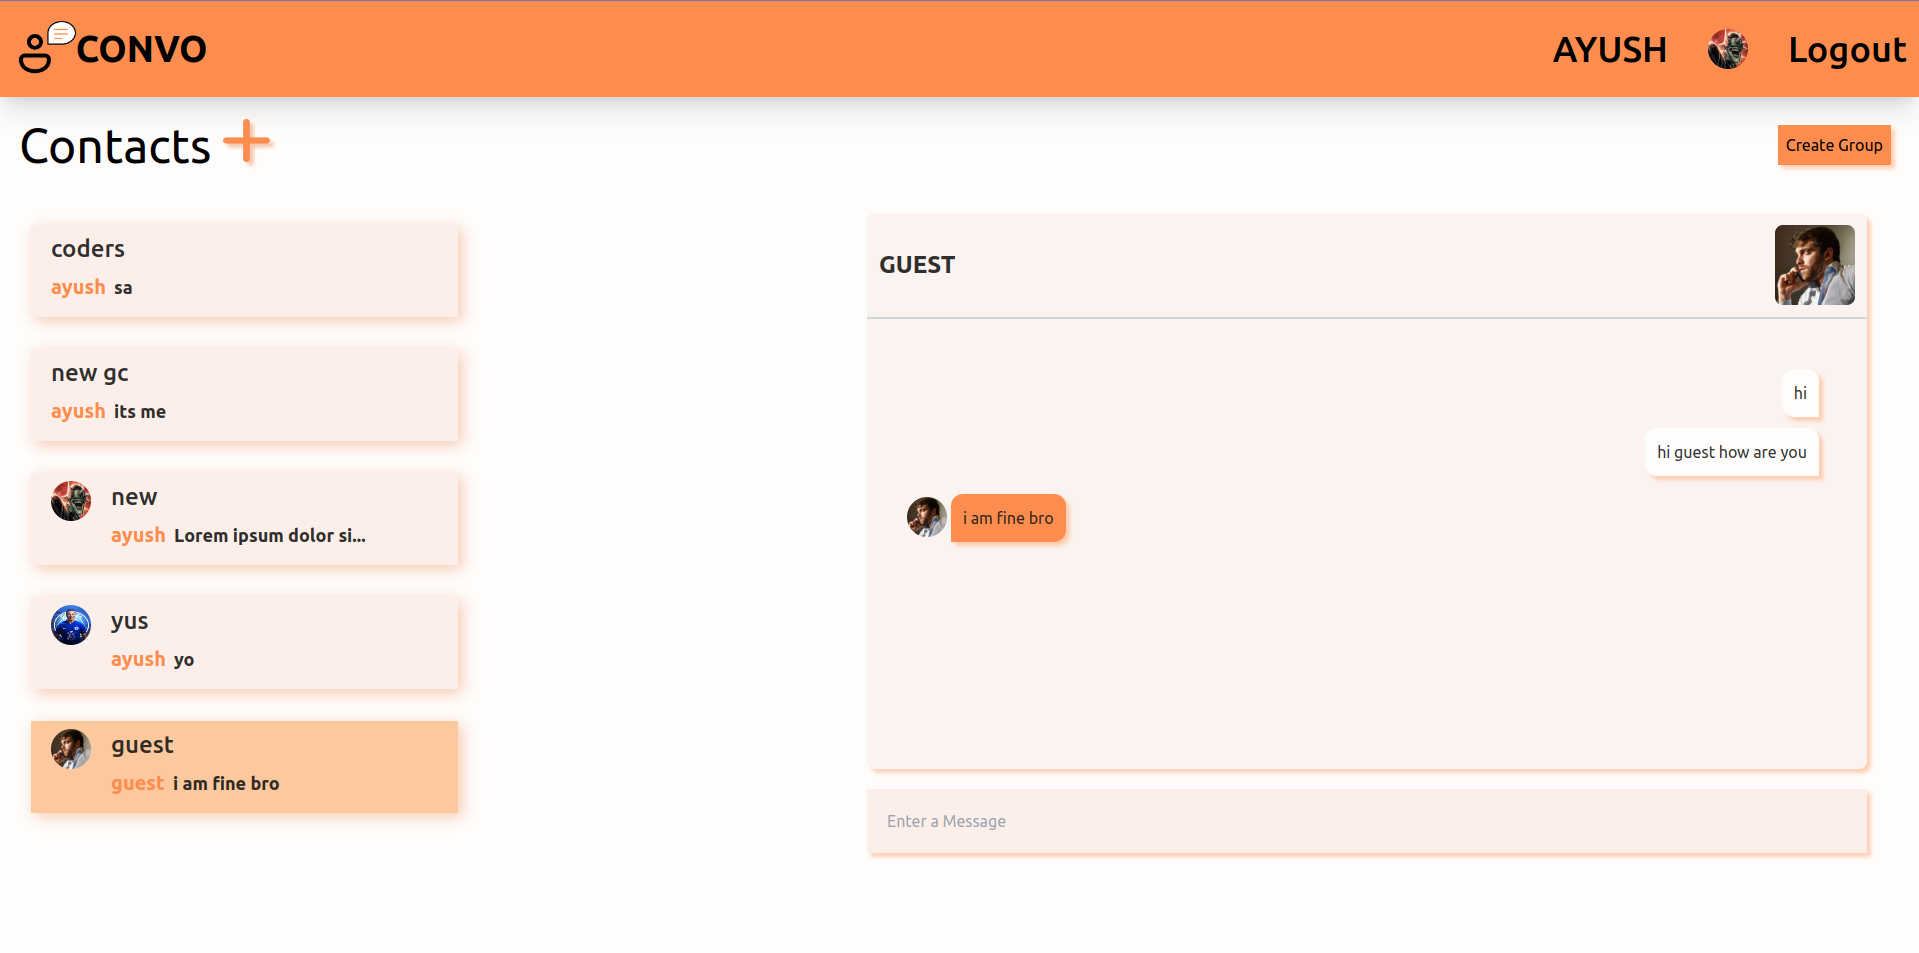 CONVO
AYUSH
Logout
Contacts
Create Group
coders
ayush sa
new gc
ayush its me
new
ayush Lorem ipsum dolor si...
yus
ayush yo
guest
guest i am fine bro
GUEST
hi
hi guest how are you
i am fine bro
Enter a Message